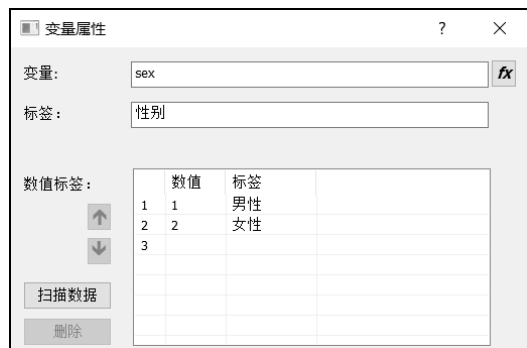 变量属性 ? ×
变量: sex fx
标签: 性别
数值标签:
数值 标签
1 1 男性
2 2 女性
3
扫描数据
删除